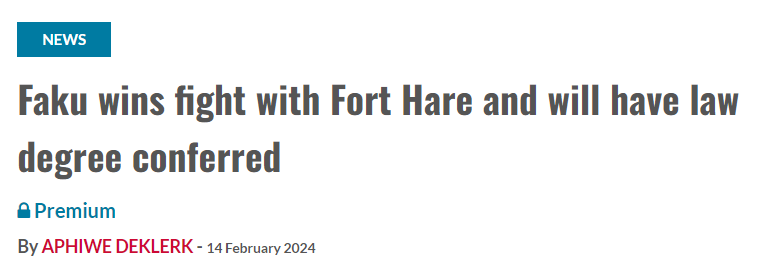 NEWS
Faku wins fight with Fort Hare and will have law
degree conferred
Premium
By APHIWE DEKLERK - 14 February 2024